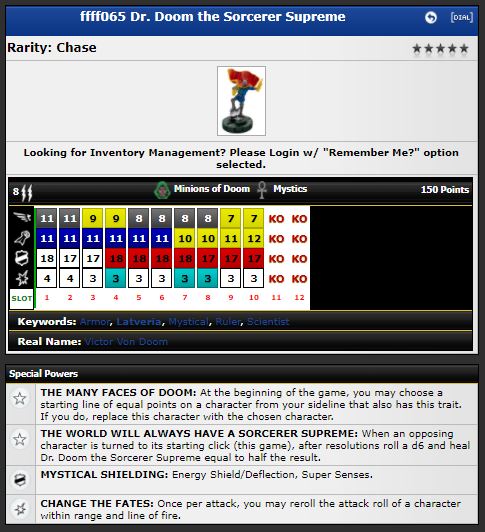 ffff065 Dr. Doom the Sorcerer Supreme
[DIAL]
Rarity: Chase
Looking for Inventory Management? Please Login w/ "Remember Me?" option
selected.
8 Minions of Doom Mystics 150 Points
11 11 9 9 8 8 8 8 7 7 KO KO
11 11 11 11 11 11 10 10 11 12 KO KO
18 17 17 18 18 18 18 17 17 17 KO KO
4 4 3 3 3 3 3 3 3 3 KO KO
SLOT 1 2 3 4 5 6 7 8 9 10 11 12
Keywords: Armor, Latveria, Mystical, Ruler, Scientist
Real Name: Victor Von Doom
Special Powers
THE MANY FACES OF DOOM: At the beginning of the game, you may choose a
starting line of equal points on a character from your sideline that also has this trait.
If you do, replace this character with the chosen character.
THE WORLD WILL ALWAYS HAVE A SORCERER SUPREME: When an opposing
character is turned to its starting click (this game), after resolutions roll a d6 and heal
Dr. Doom the Sorcerer Supreme equal to half the result.
MYSTICAL SHIELDING: Energy Shield/Deflection, Super Senses.
CHANGE THE FATES: Once per attack, you may reroll the attack roll of a character
within range and line of fire.